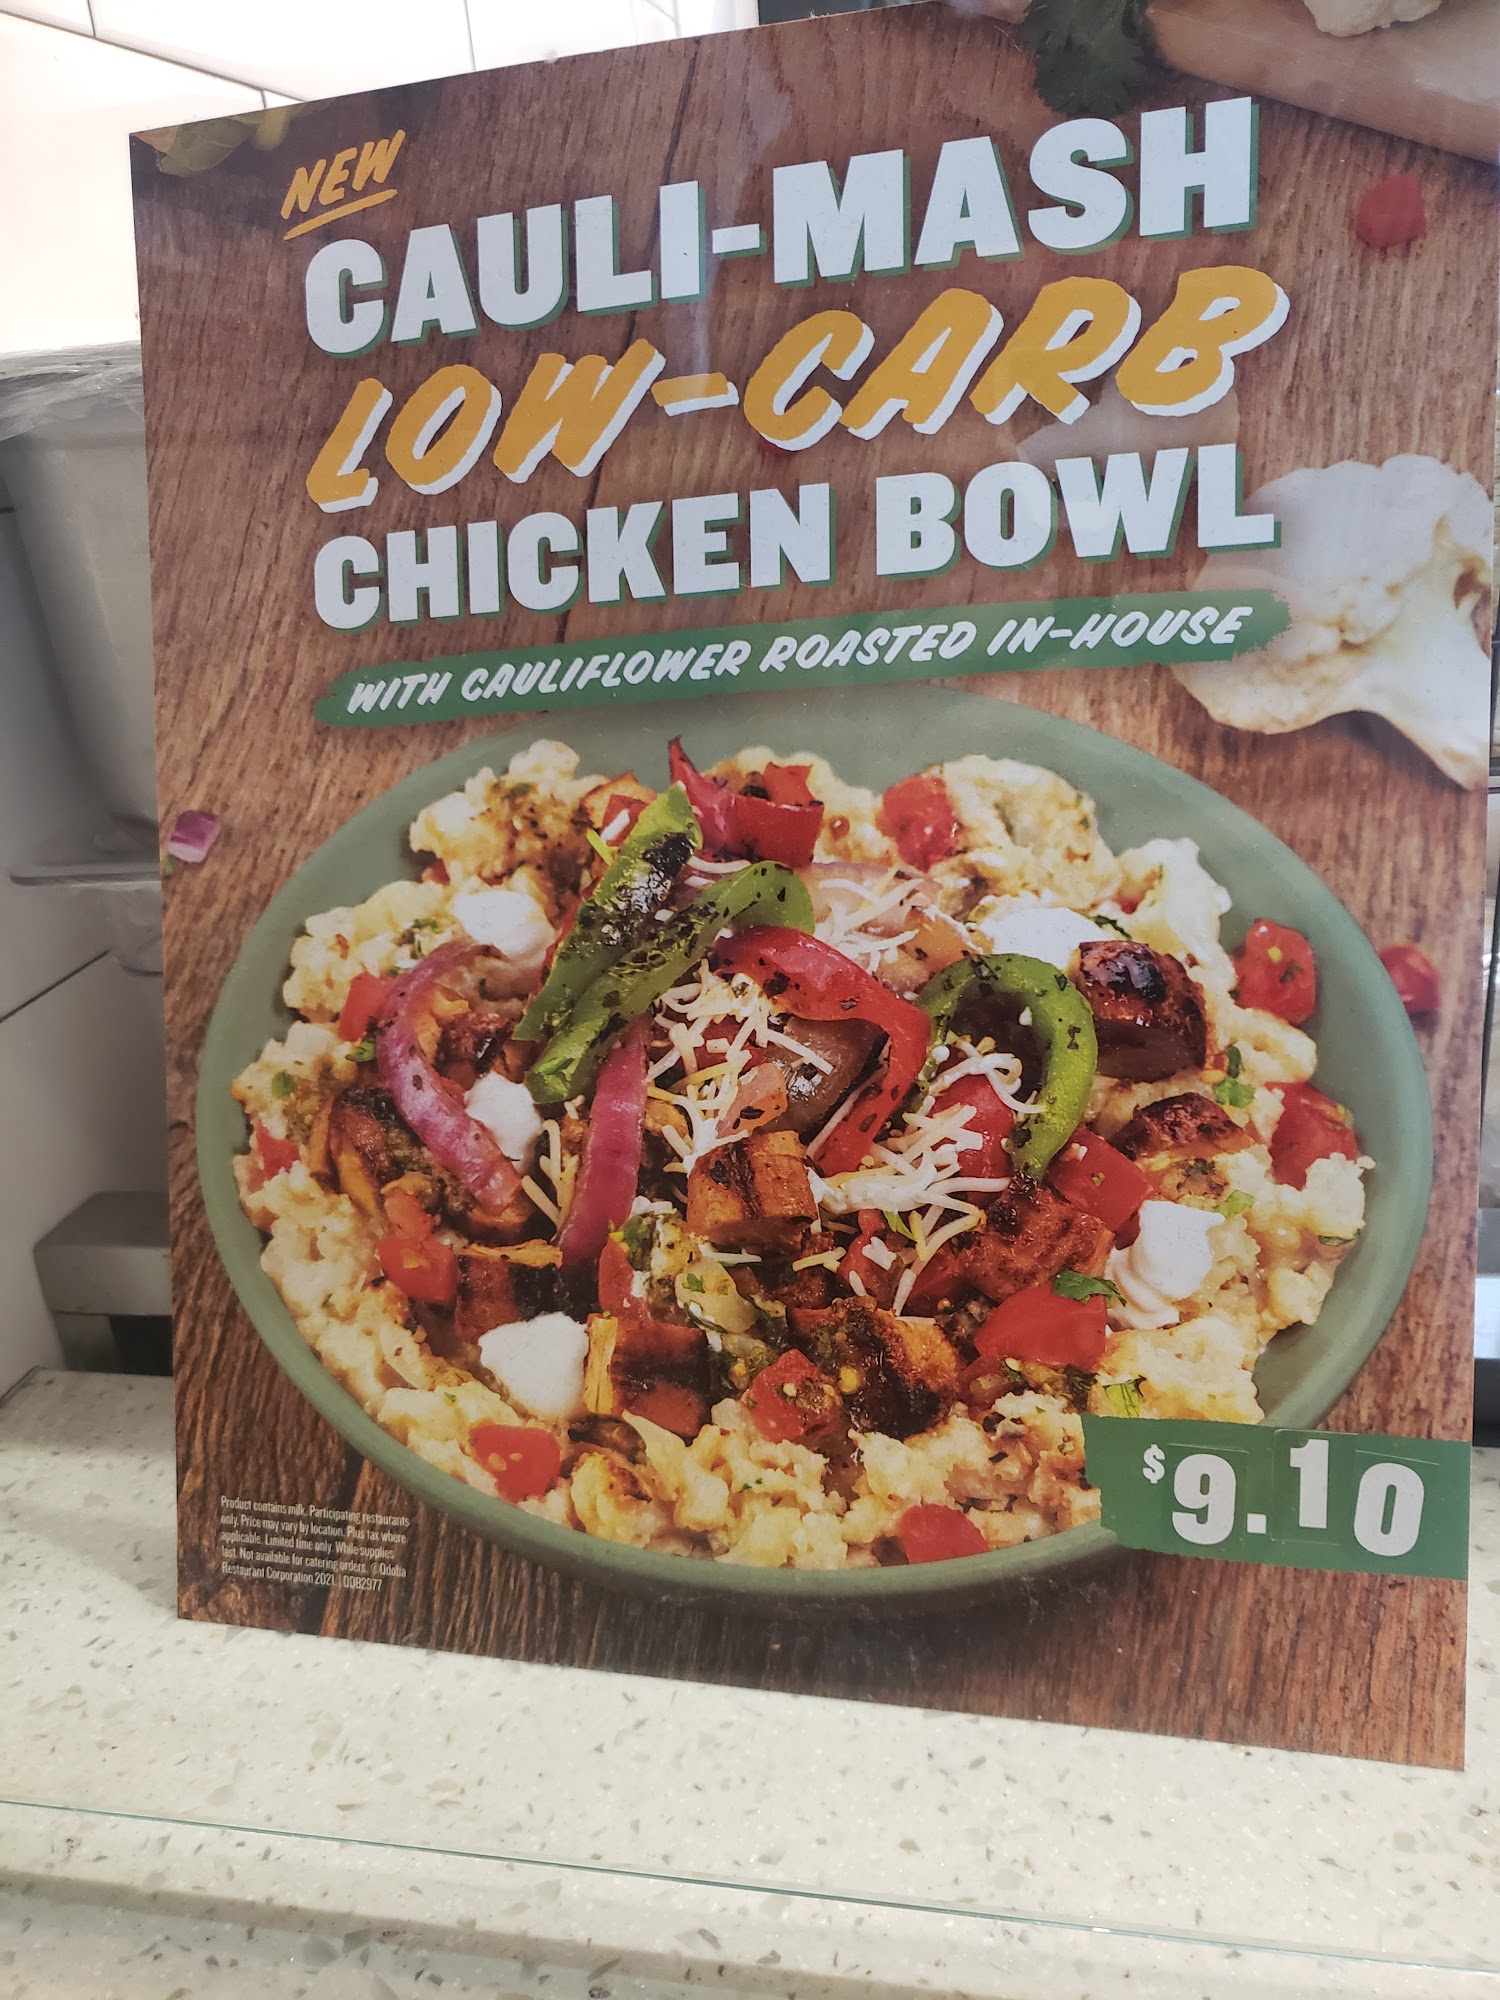 NEW
CAULI-MASH
LOW-CARB
CHICKEN BOWL
WITH CAULIFLOWER ROASTED IN-HOUSE
$9.10
Product contains milk. Participating restaurants
only. Price may vary by location. Plus tax where
applicable. Limited time only. While supplies
last. Not available for catering orders. ©Qdoba
Restaurant Corporation 2021. | QD82977